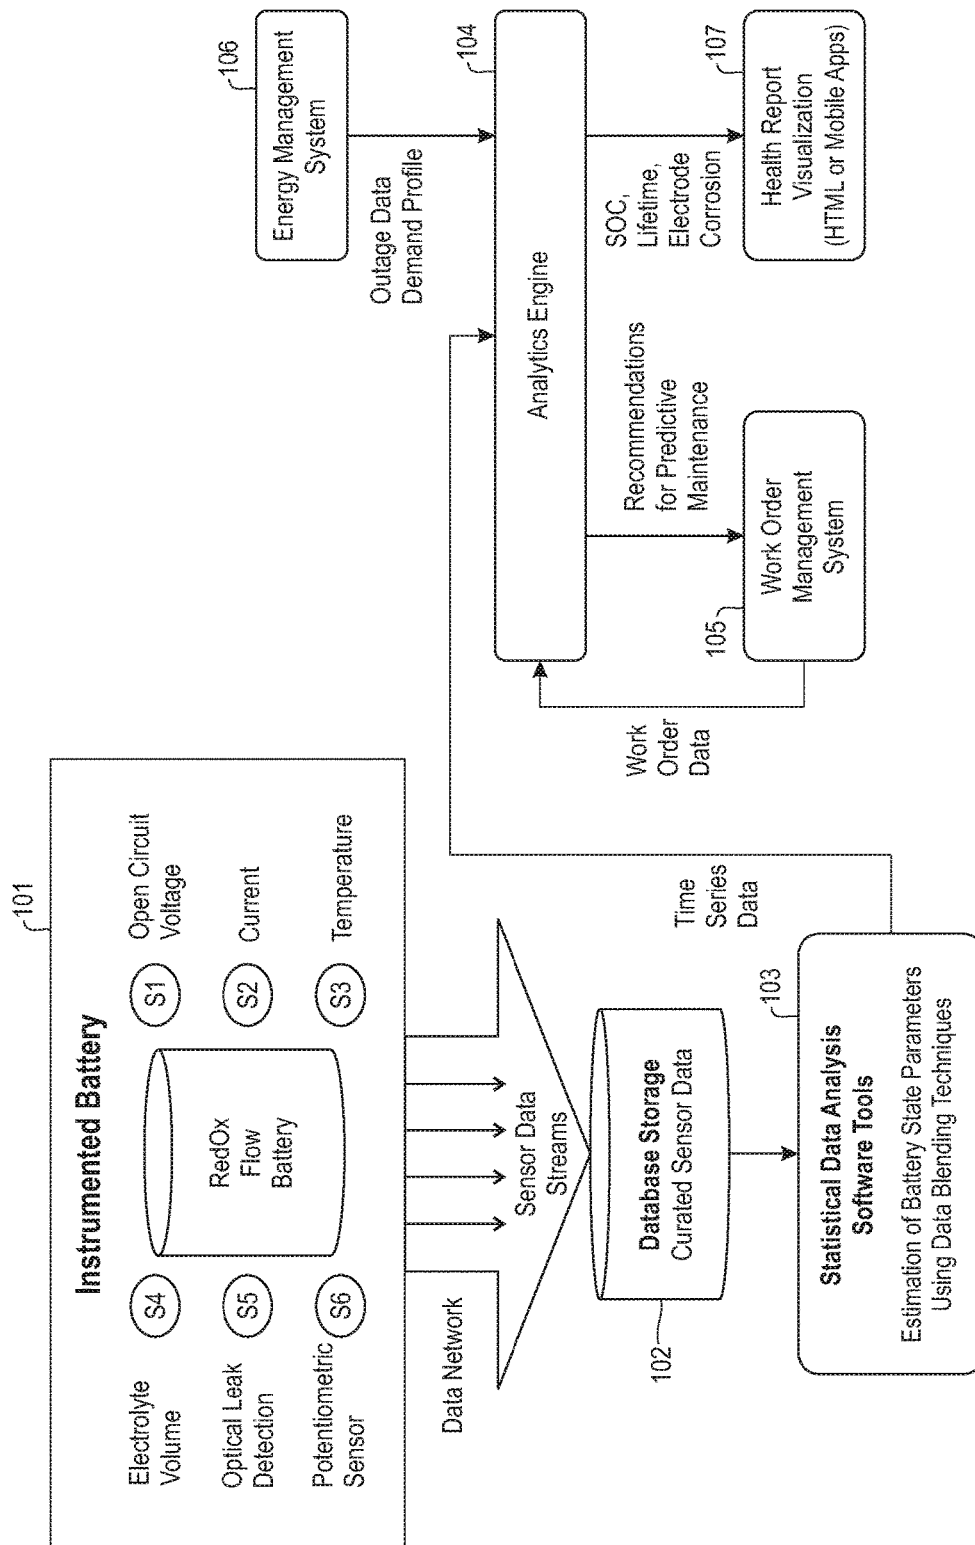 101
Instrumented Battery
Electrolyte
Volume
S4
Optical Leak
Detection
S5
Potentiometric
Sensor
S6
RedOx
Flow
Battery
S1
Open Circuit
Voltage
S2
Current
S3
Temperature
Data Network
Sensor Data
Streams
Database Storage
Curated Sensor Data
102
Statistical Data Analysis
Software Tools
Estimation of Battery State Parameters
Using Data Blending Techniques
103
Time
Series
Data
106
Energy Management
System
Outage Data
Demand Profile
104
Analytics Engine
Work
Order
Data
Recommendations
for Predictive
Maintenance
SOC,
Lifetime,
Electrode
Corrosion
105
Work Order
Management
System
107
Health Report
Visualization
(HTML or Mobile Apps)